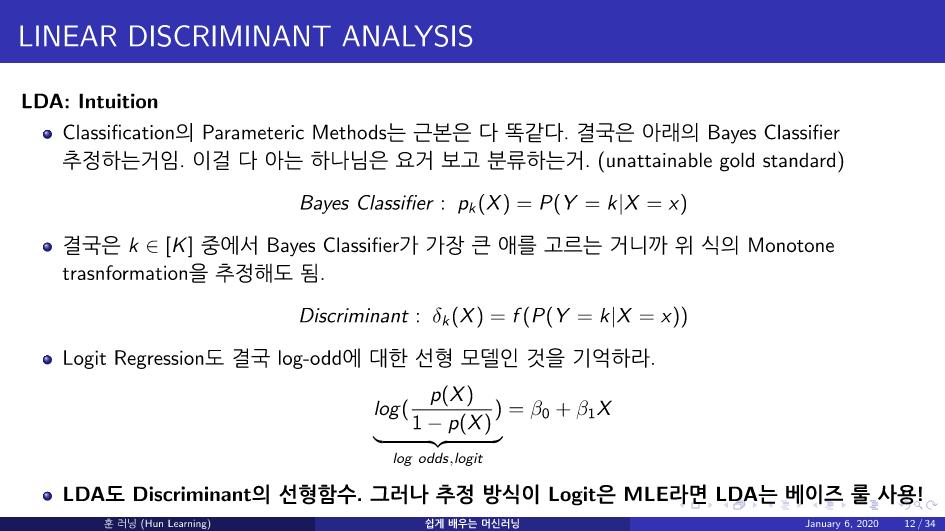 LINEAR DISCRIMINANT ANALYSIS
LDA: Intuition
Classification의 Parameteric Methods는 근본은 다 똑같다. 결국은 아래의 Bayes Classifier
추정하는거임. 이걸 다 아는 하나님은 요거 보고 분류하는거. (unattainable gold standard)
Bayes Classifier : p_k(X) = P(Y = k|X = x)
결국은 k ∈ [K] 중에서 Bayes Classifier가 가장 큰 애를 고르는 거니까 위 식의 Monotone
trasnformation을 추정해도 됨.
Discriminant : δ_k(X) = f(P(Y = k|X = x))
Logit Regression도 결국 log-odd에 대한 선형 모델인 것을 기억하라.
log( p(X) / 1 − p(X) ) = β_0 + β_1X
log odds,logit
LDA도 Discriminant의 선형함수. 그러나 추정 방식이 Logit은 MLE라면 LDA는 베이즈 룰 사용!
훈 러닝 (Hun Learning) 쉽게 배우는 머신러닝 January 6, 2020 12 / 34